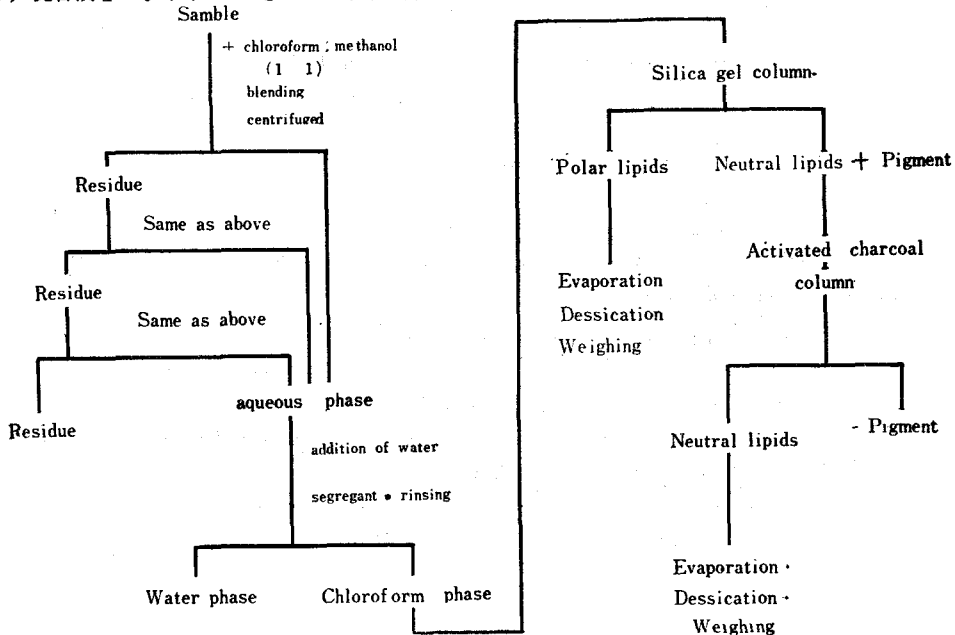 Samble
+ chloroform : methanol
(1 1)
blending
centrifuged
Residue
Same as above
Residue
Same as above
Residue
aqueous phase
addition of water
segregant • rinsing
Water phase
Chloroform phase
Silica gel column
Polar lipids
Neutral lipids + Pigment
Evaporation
Dessication
Weighing
Activated charcoal
column
Neutral lipids
- Pigment
Evaporation ·
Dessication ·
Weighing